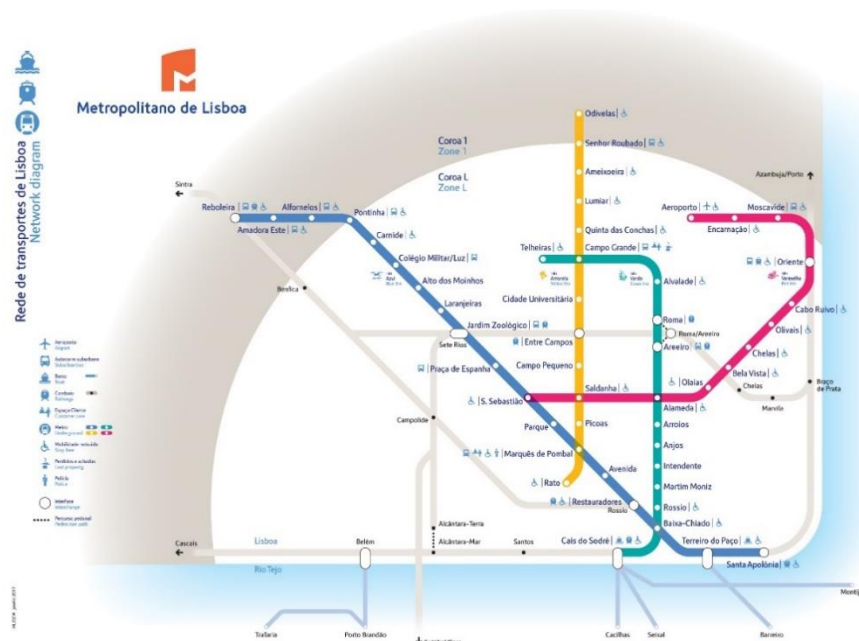 Rede de transportes de Lisboa
Network diagram
Metropolitano de Lisboa
Coroa 1
Zone 1
Coroa L
Zone L
Sintra
Azambuja/Porto
Odivelas
Senhor Roubado
Ameixoeira
Lumiar
Quinta das Conchas
Campo Grande
Telheiras
Reboleira
Amadora Este
Alfornelos
Pontinha
Carnide
Colégio Militar/Luz
Alto dos Moinhos
Laranjeiras
Jardim Zoológico
Sete Rios
Praça de Espanha
S. Sebastião
Parque
Marquês de Pombal
Avenida
Restauradores
Rossio
Baixa-Chiado
Terreiro do Paço
Santa Apolónia
Aeroporto
Encarnação
Moscavide
Oriente
Cabo Ruivo
Olivais
Chelas
Bela Vista
Olaias
Alameda
Saldanha
Alvalade
Roma
Areeiro
Roma/Areeiro
Arroios
Anjos
Intendente
Martim Moniz
Rossio
Cais do Sodré
Cidade Universitária
Entre Campos
Campo Pequeno
Picoas
Rato
Benfica
Campolide
Chelas
Marvila
Braço
de Prata
Alcântara-Terra
Alcântara-Mar
Santos
Belém
Cascais
Lisboa
Rio Tejo
Trafaria
Porto Brandão
Cacilhas
Seixal
Barreiro